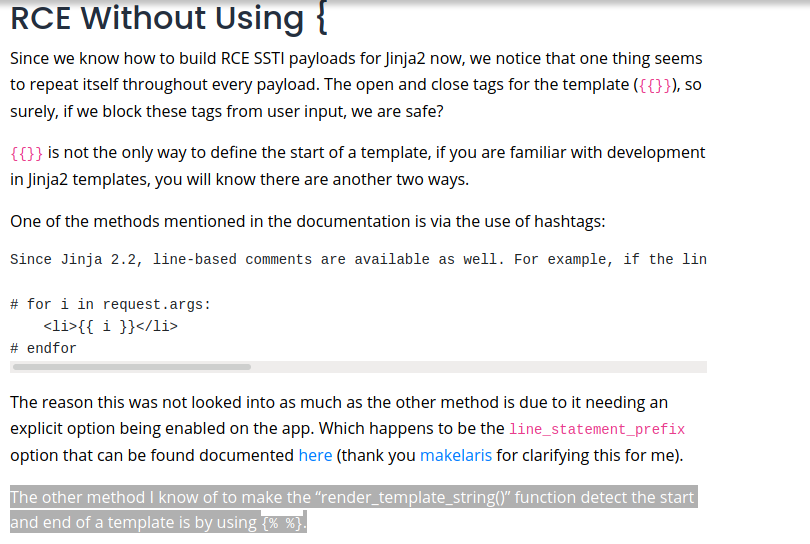 RCE Without Using {
Since we know how to build RCE SSTI payloads for Jinja2 now, we notice that one thing seems
to repeat itself throughout every payload. The open and close tags for the template ({{}}), so
surely, if we block these tags from user input, we are safe?
{{}} is not the only way to define the start of a template, if you are familiar with development
in Jinja2 templates, you will know there are another two ways.
One of the methods mentioned in the documentation is via the use of hashtags:
Since Jinja 2.2, line-based comments are available as well. For example, if the lin
# for i in request.args:
    <li>{{ i }}</li>
# endfor
The reason this was not looked into as much as the other method is due to it needing an
explicit option being enabled on the app. Which happens to be the line_statement_prefix
option that can be found documented here (thank you makelaris for clarifying this for me).
The other method I know of to make the “render_template_string()” function detect the start
and end of a template is by using {% %}.